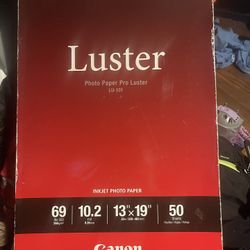 Luster
Photo Paper Pro Luster
LU-101
INKJET PHOTO PAPER
69 10.2 13" x 19" 50
Canon